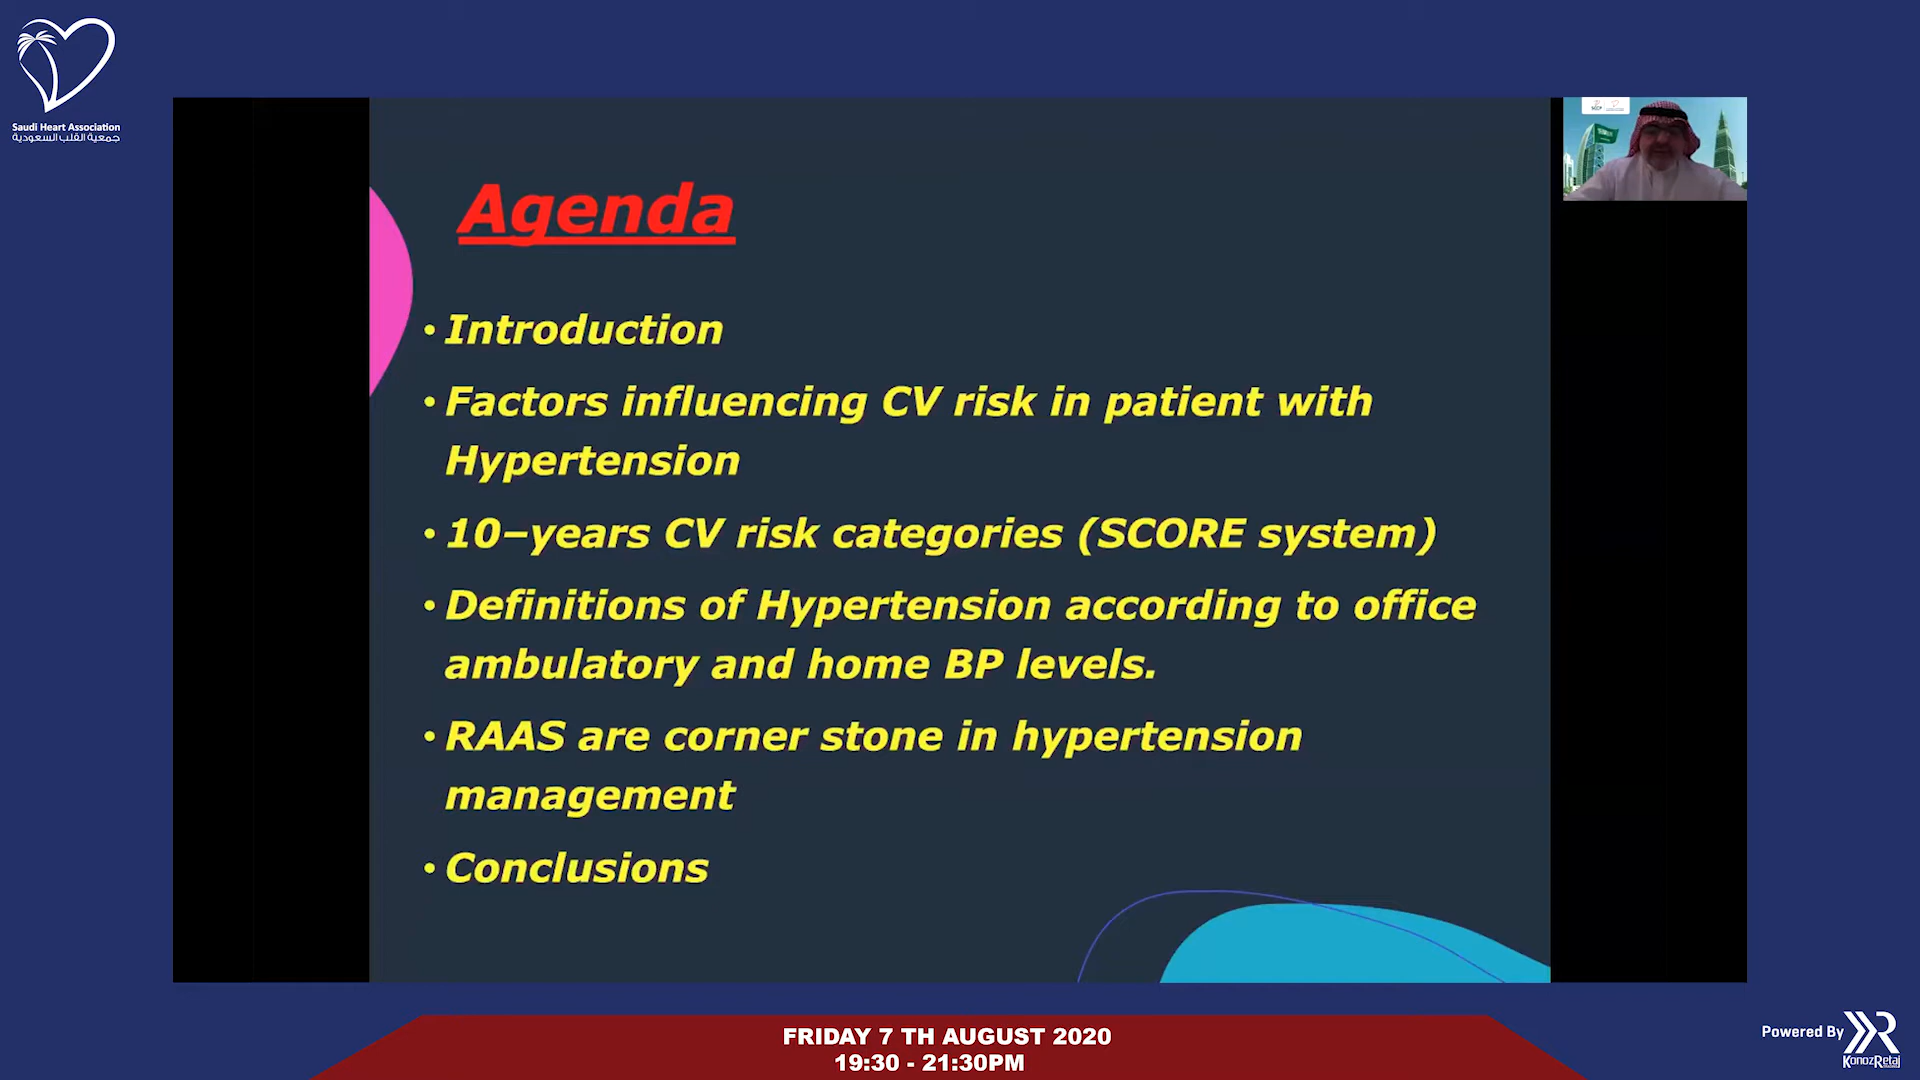 Saudi Heart Association
جمعية القلب السعودية
Agenda
• Introduction
• Factors influencing CV risk in patient with
Hypertension
• 10–years CV risk categories (SCORE system)
• Definitions of Hypertension according to office
ambulatory and home BP levels.
• RAAS are corner stone in hypertension
management
• Conclusions
FRIDAY 7 TH AUGUST 2020
19:30 - 21:30PM
Powered By
KonozRetaj